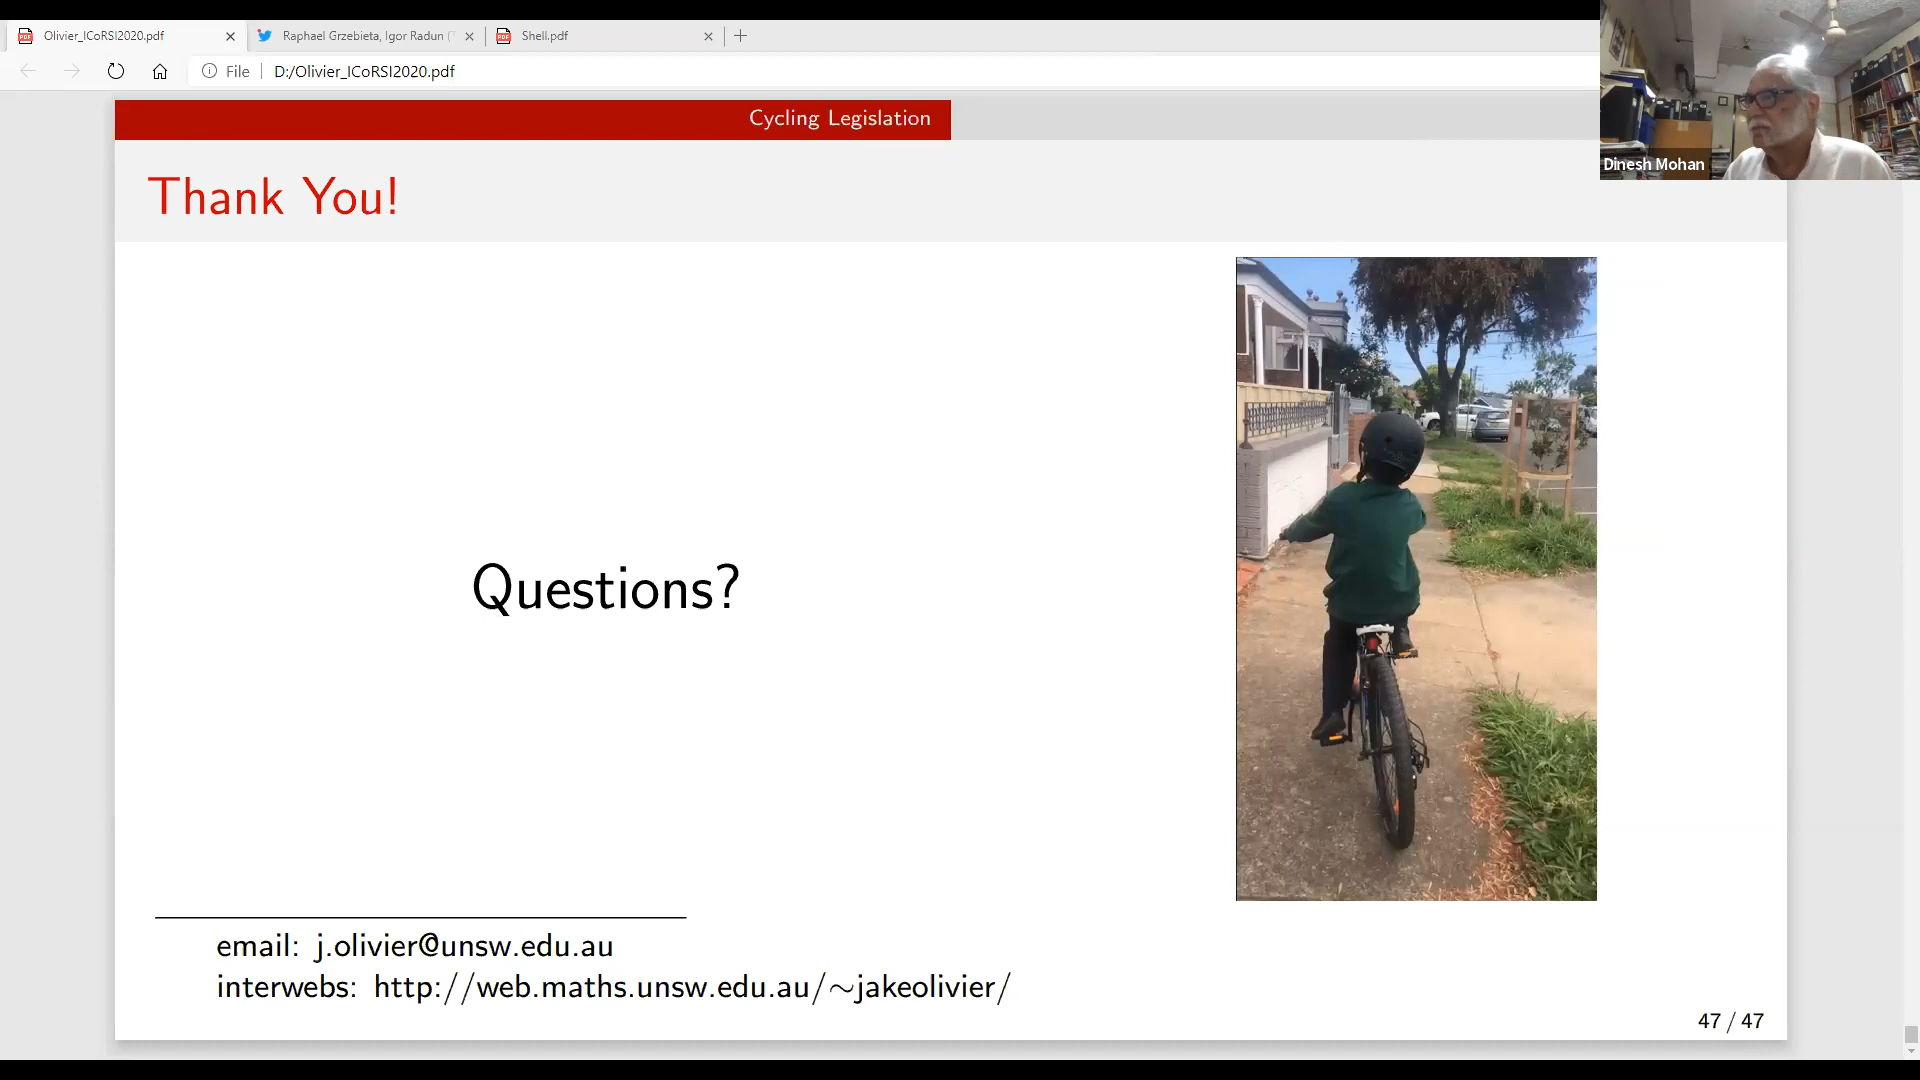 Olivier_ICoRSI2020.pdf
Raphael Grzebieta, Igor Radun (
Shell.pdf
File
D:/Olivier_ICoRSI2020.pdf
Dinesh Mohan
Cycling Legislation
Thank You!
Questions?
email: j.olivier@unsw.edu.au
interwebs: http://web.maths.unsw.edu.au/~jakeolivier/
47 / 47